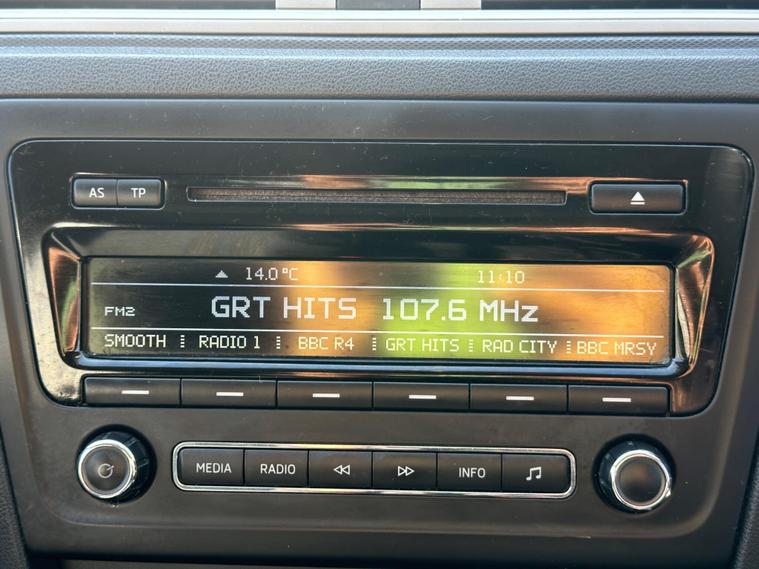 AS TP
14.0 °C 11:10
FM2 GRT HITS 107.6 MHz
SMOOTH RADIO 1 BBC R4 GRT HITS RAD CITY BBC MRSY
MEDIA RADIO INFO